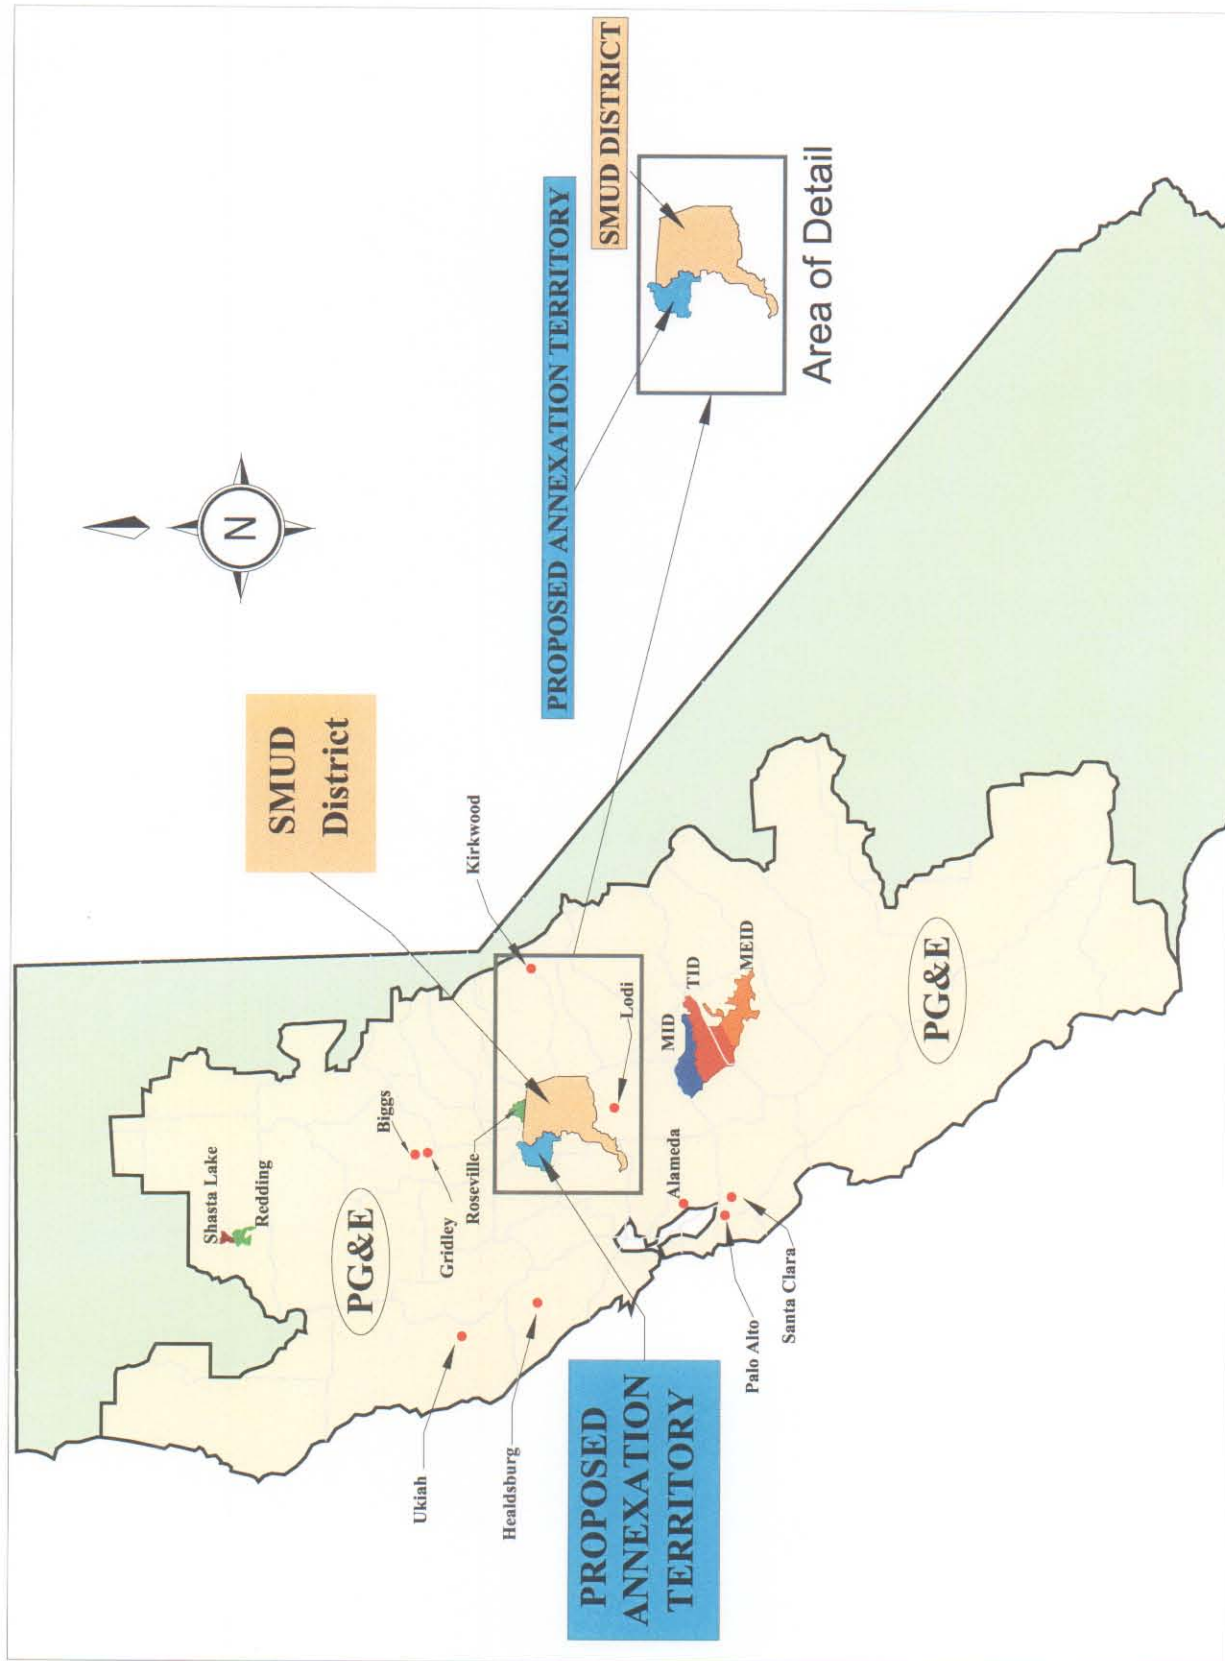 N
SMUD
District
Kirkwood
PROPOSED ANNEXATION TERRITORY
SMUD DISTRICT
Area of Detail
Shasta Lake
Redding
PG&E
Biggs
Gridley
Roseville
Lodi
Ukiah
Healdsburg
MID
TID
MEID
Alameda
Palo Alto
Santa Clara
PG&E
PROPOSED
ANNEXATION
TERRITORY